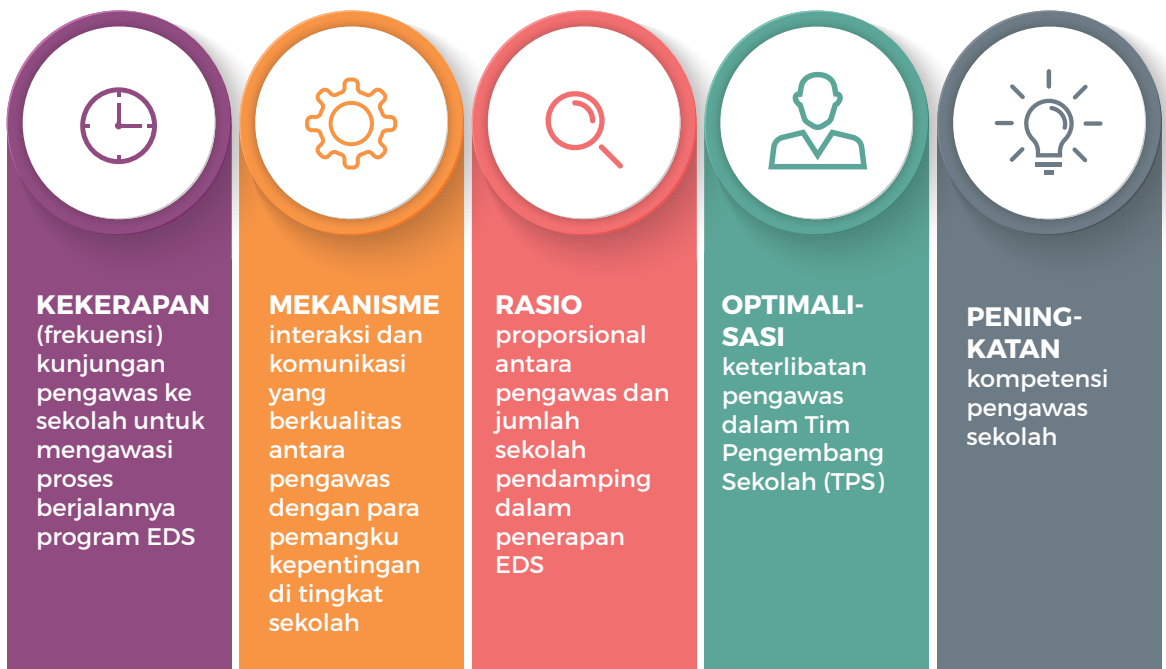 KEKERAPAN
(frekuensi)
kunjungan
pengawas ke
sekolah untuk
mengawasi
proses
berjalannya
program EDS
MEKANISME
interaksi dan
komunikasi
yang
berkualitas
antara
pengawas
dengan para
pemangku
kepentingan
di tingkat
sekolah
RASIO
proporsional
antara
pengawas dan
jumlah
sekolah
pendamping
dalam
penerapan
EDS
OPTIMALI-
SASI
keterlibatan
pengawas
dalam Tim
Pengembang
Sekolah (TPS)
PENING-
KATAN
kompetensi
pengawas
sekolah